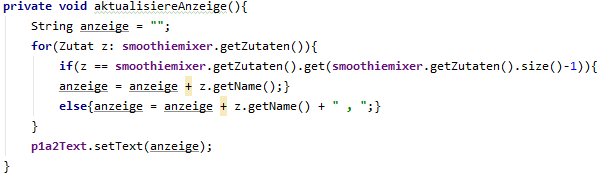 private void aktualisiereAnzeige(){
String anzeige = "";
for(Zutat z: smoothiemixer.getZutaten()){
if(z == smoothiemixer.getZutaten().get(smoothiemixer.getZutaten().size()-1)){
anzeige = anzeige + z.getName();}
else{anzeige = anzeige + z.getName() + " , ";}
}
p1a2Text.setText(anzeige);
}